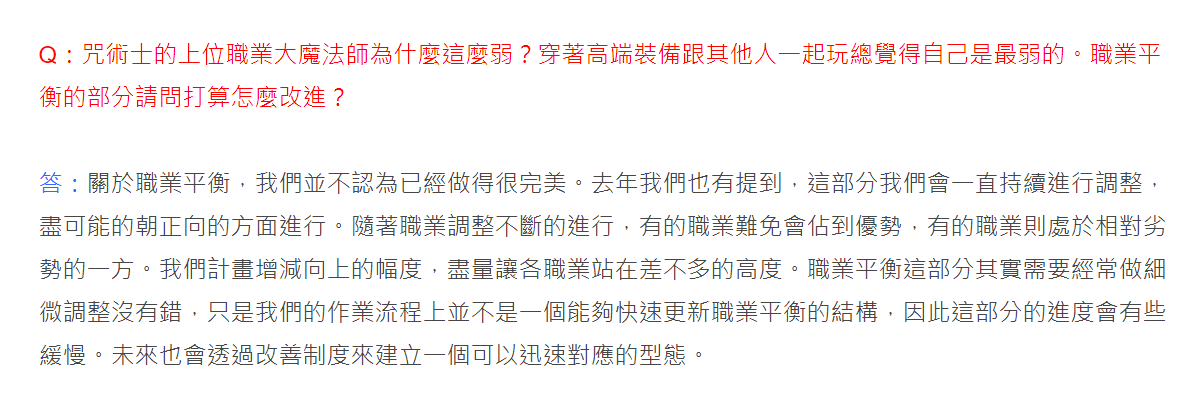 Q：咒術士的上位職業大魔法師為什麼這麼弱？穿著高端裝備跟其他人一起玩總覺得自己是最弱的。職業平
衡的部分請問打算怎麼改進？
答：關於職業平衡，我們並不認為已經做得很完美。去年我們也有提到，這部分我們會一直持續進行調整，
盡可能的朝正向的方面進行。隨著職業調整不斷的進行，有的職業難免會佔到優勢，有的職業則處於相對劣
勢的一方。我們計畫增減向上的幅度，盡量讓各職業站在差不多的高度。職業平衡這部分其實需要經常做細
微調整沒有錯，只是我們的作業流程上並不是一個能夠快速更新職業平衡的結構，因此這部分的進度會有些
緩慢。未來也會透過改善制度來建立一個可以迅速對應的型態。